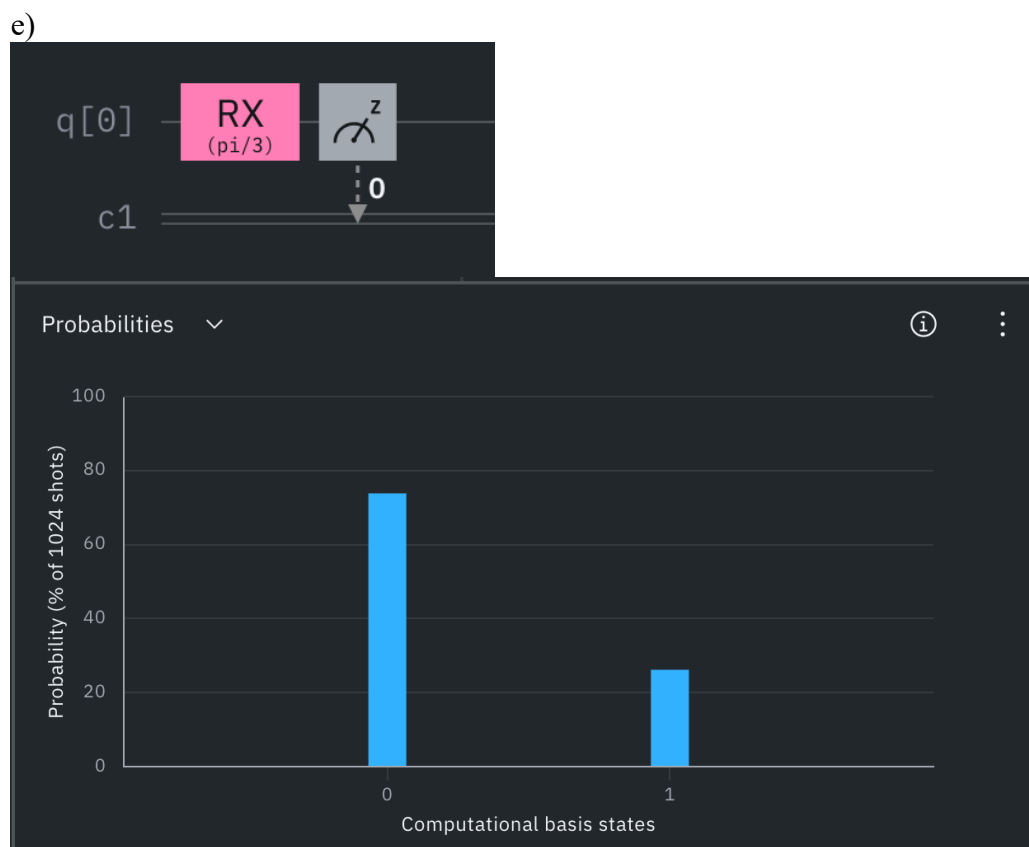 e)
q[0] RX z
(pi/3)
0
c1
Probabilities
100
80
60
40
20
0
Probability (% of 1024 shots)
0 1
Computational basis states